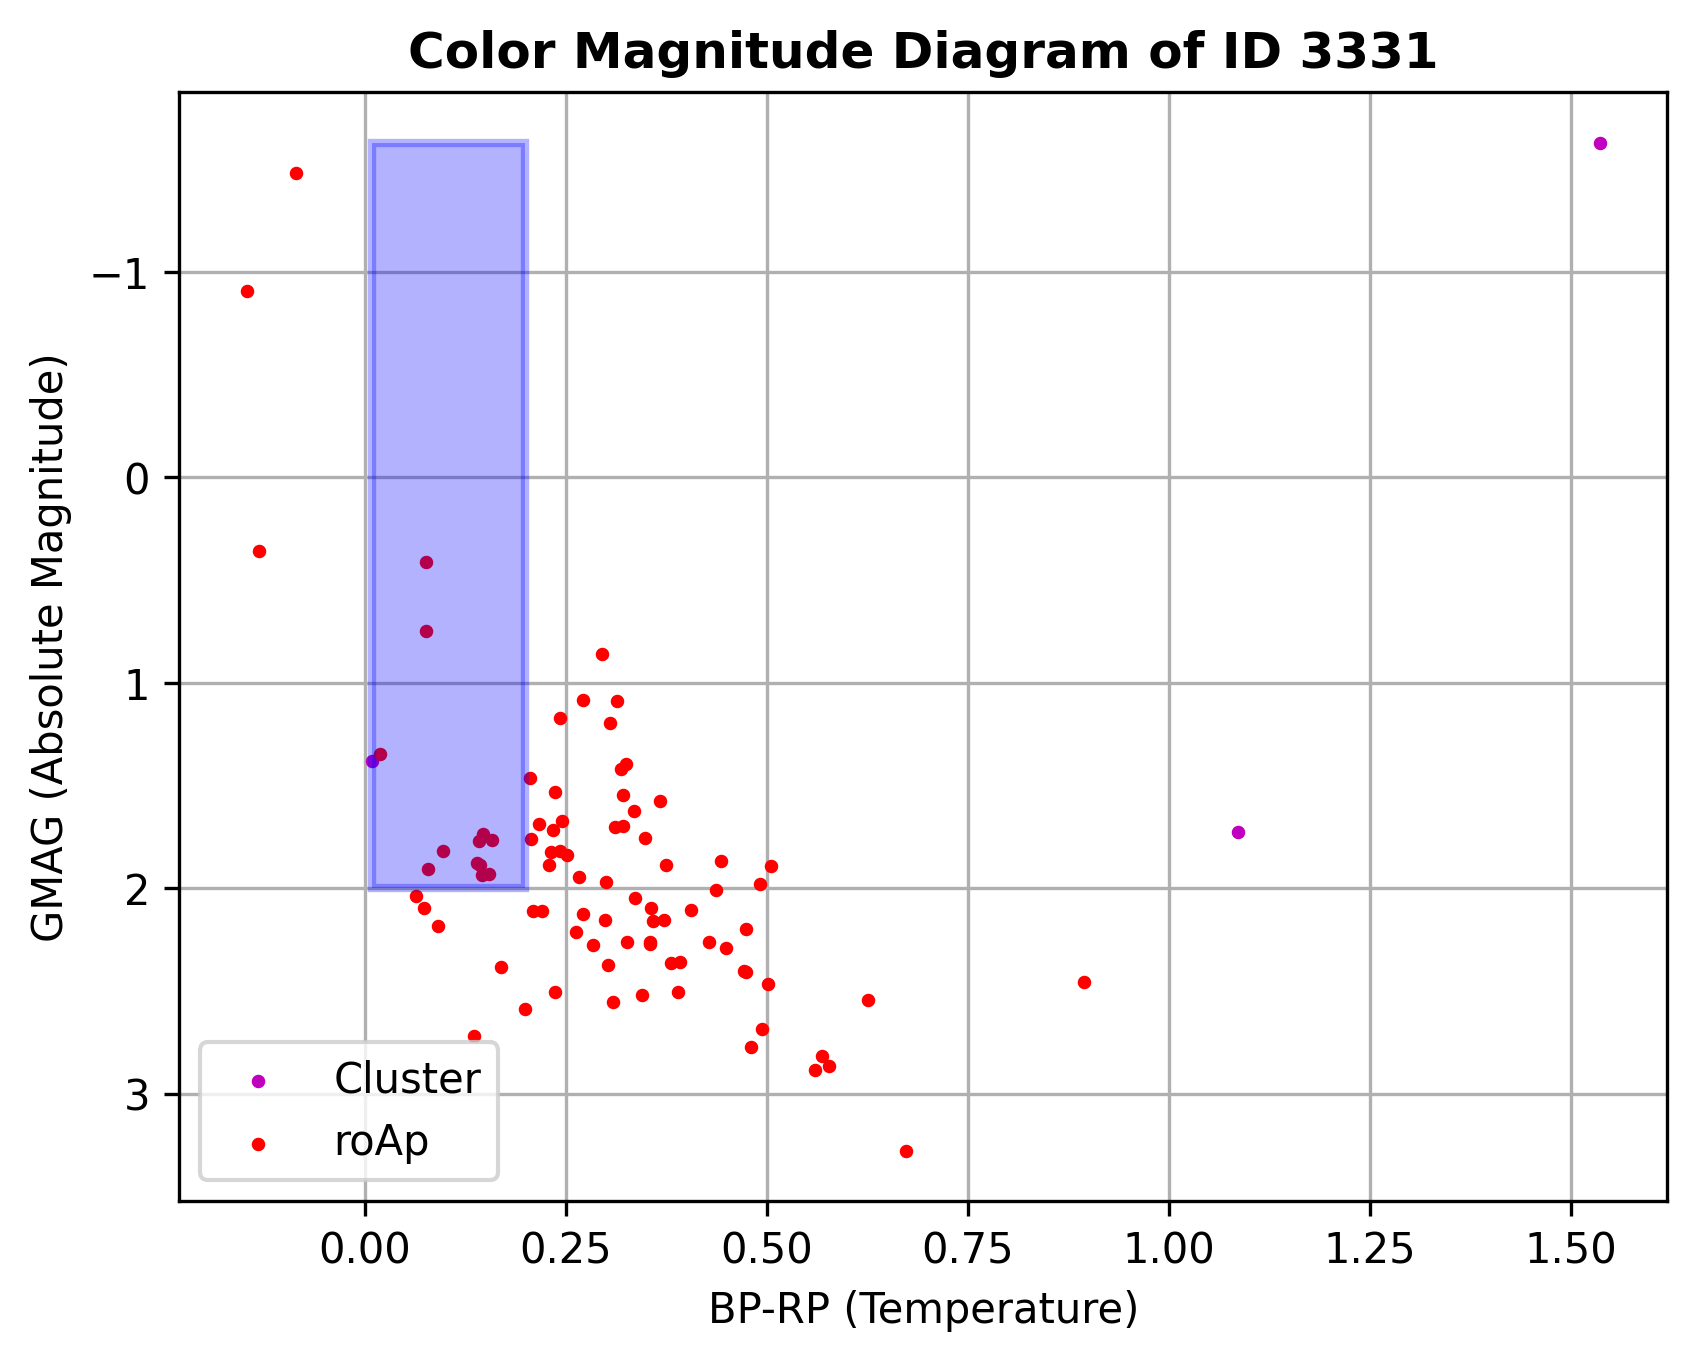 Color Magnitude Diagram of ID 3331
GMAG (Absolute Magnitude)
−1
0
1
2
3
Cluster
roAp
0.00 0.25 0.50 0.75 1.00 1.25 1.50
BP-RP (Temperature)